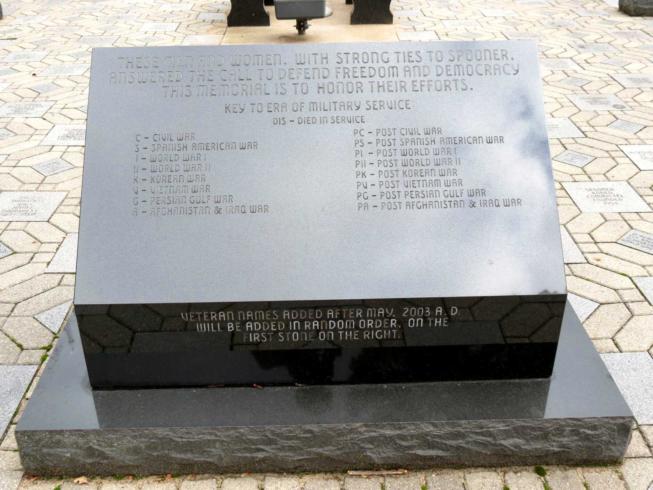 THESE MEN AND WOMEN, WITH STRONG TIES TO SPOONER,
ANSWERED THE CALL TO DEFEND FREEDOM AND DEMOCRACY
THIS MEMORIAL IS TO HONOR THEIR EFFORTS.
KEY TO ERA OF MILITARY SERVICE:
DIS - DIED IN SERVICE
C - CIVIL WAR
S - SPANISH AMERICAN WAR
I - WORLD WAR I
II - WORLD WAR II
K - KOREAN WAR
V - VIETNAM WAR
G - PERSIAN GULF WAR
A - AFGHANISTAN & IRAQ WAR
PC - POST CIVIL WAR
PS - POST SPANISH AMERICAN WAR
PI - POST WORLD WAR I
PII - POST WORLD WAR II
PK - POST KOREAN WAR
PV - POST VIETNAM WAR
PG - POST PERSIAN GULF WAR
PA - POST AFGHANISTAN & IRAQ WAR
VETERAN NAMES ADDED AFTER MAY, 2003 A.D.
WILL BE ADDED IN RANDOM ORDER, ON THE
FIRST STONE ON THE RIGHT.